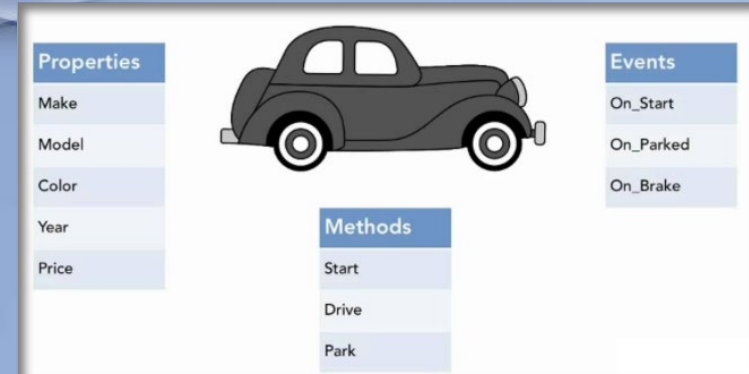 Properties
Make
Model
Color
Year
Price
Methods
Start
Drive
Park
Events
On_Start
On_Parked
On_Brake